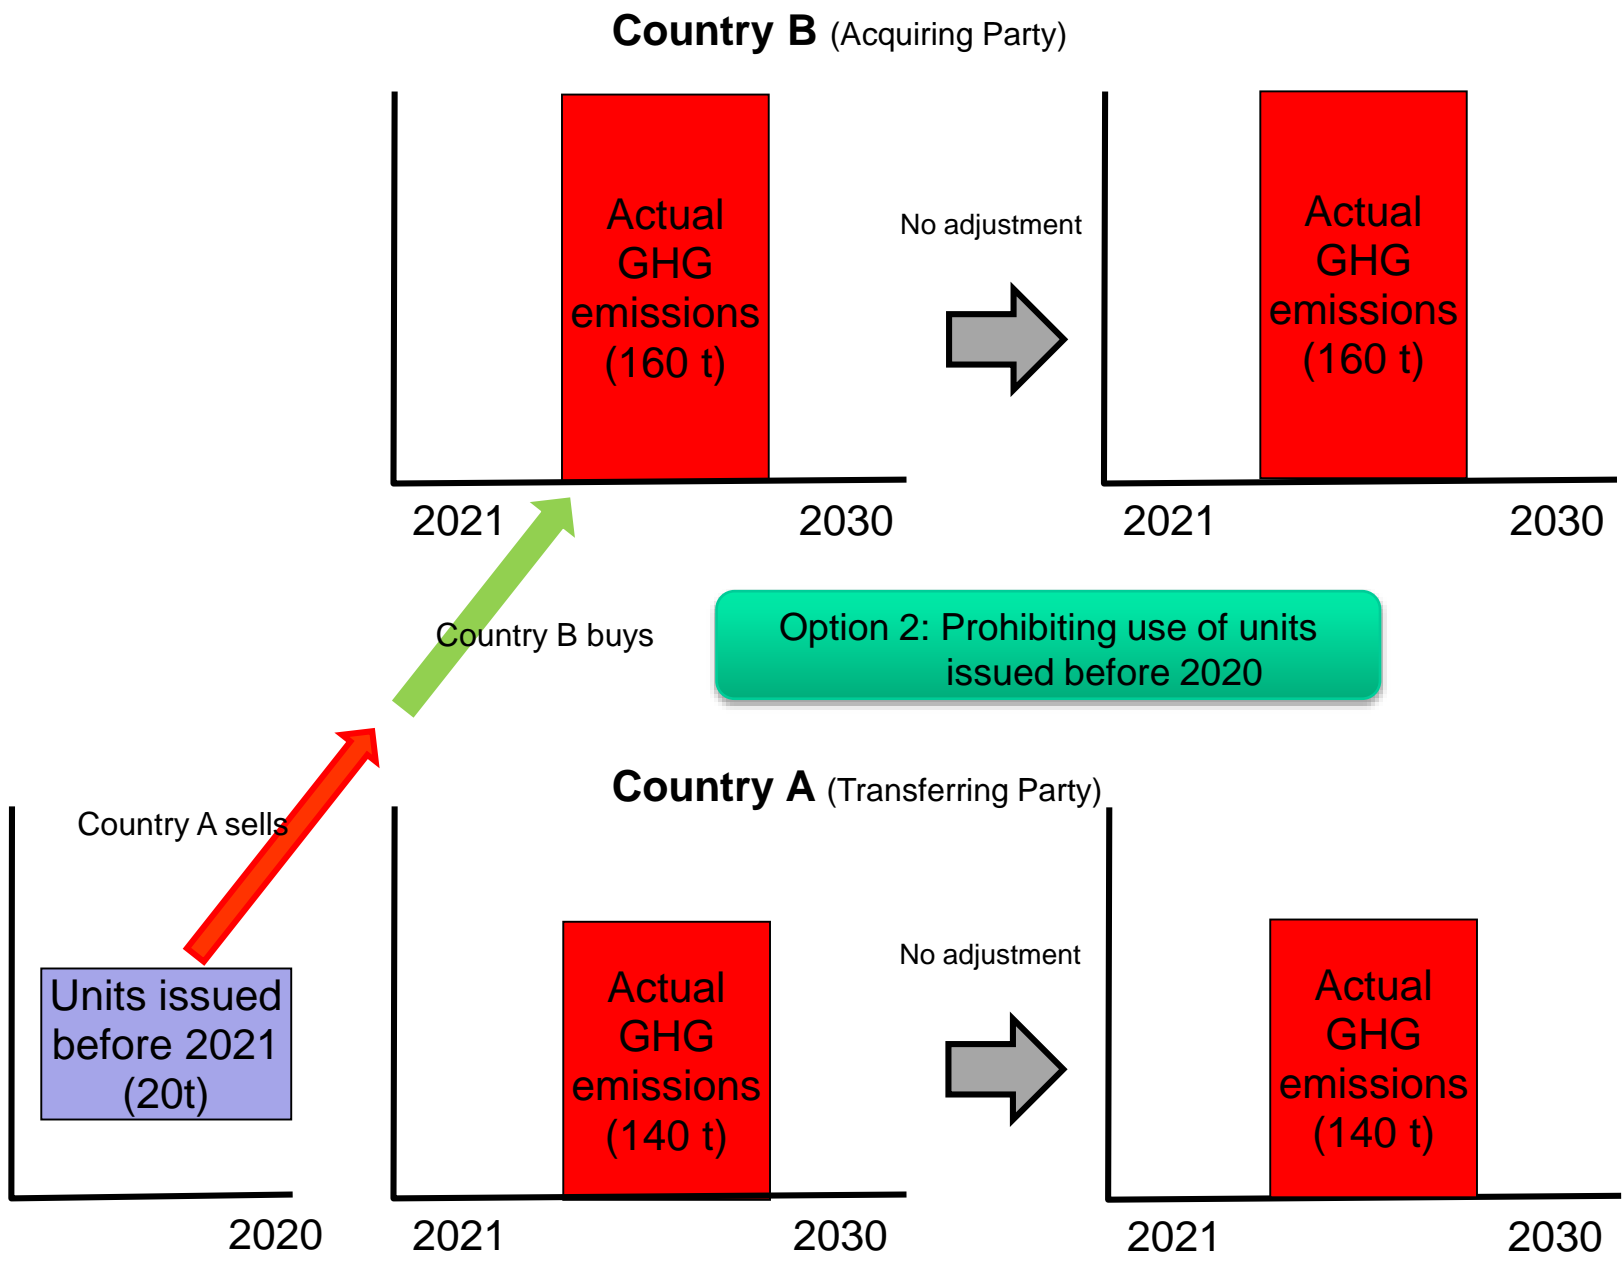 Country B (Acquiring Party)
Actual
GHG
emissions
(160 t)
No adjustment
Actual
GHG
emissions
(160 t)
2021
2030
2021
2030
Country B buys
Option 2: Prohibiting use of units
issued before 2020
Country A (Transferring Party)
Country A sells
Units issued
before 2021
(20t)
Actual
GHG
emissions
(140 t)
No adjustment
Actual
GHG
emissions
(140 t)
2020
2021
2030
2021
2030